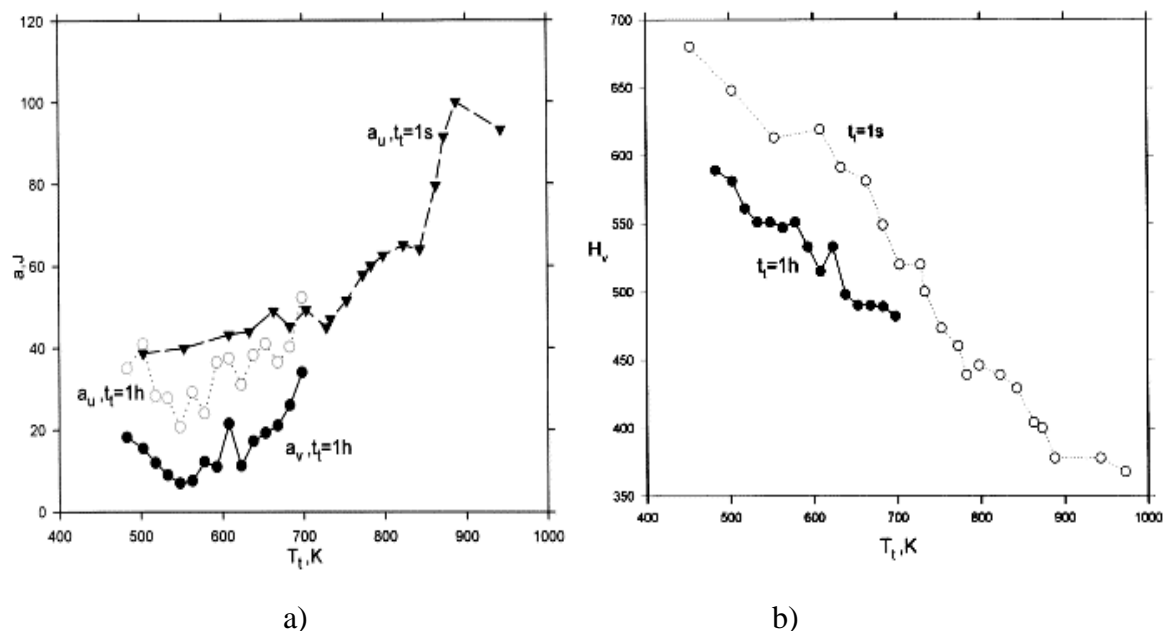 120
100
80
60
40
20
0
a,J
a_u ,t_t=1s
a_u ,t_t=1h
a_v ,t_t=1h
400 500 600 700 800 900 1000
T_t ,K
a)
700
650
600
550
500
450
400
350
H_v
t_t=1s
t_t=1h
400 500 600 700 800 900 1000
T_t ,K
b)